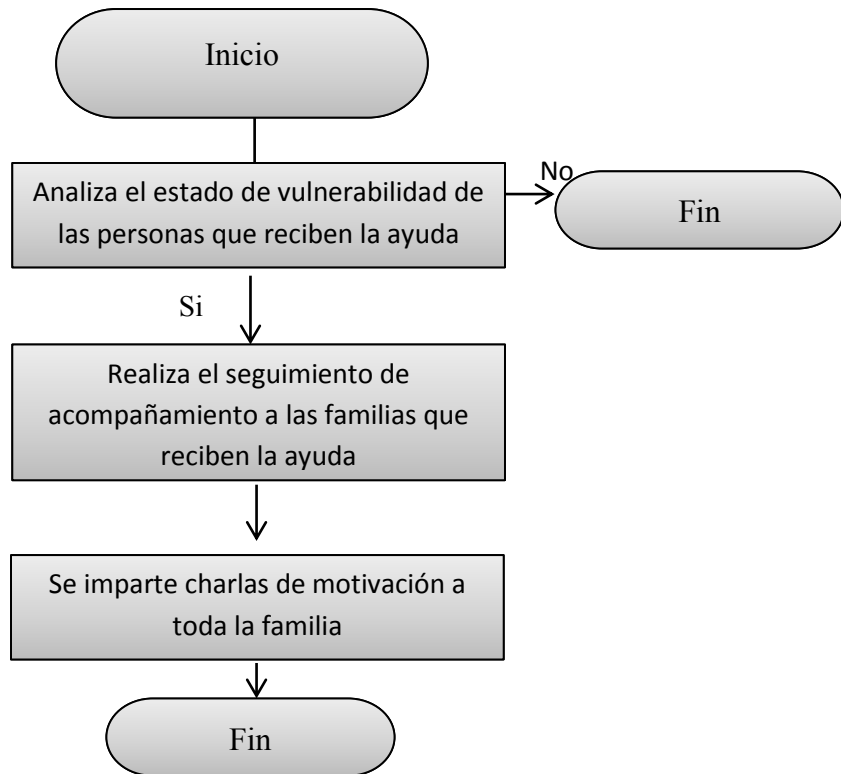 Inicio
Analiza el estado de vulnerabilidad de
las personas que reciben la ayuda
No
Fin
Si
Realiza el seguimiento de
acompañamiento a las familias que
reciben la ayuda
Se imparte charlas de motivación a
toda la familia
Fin